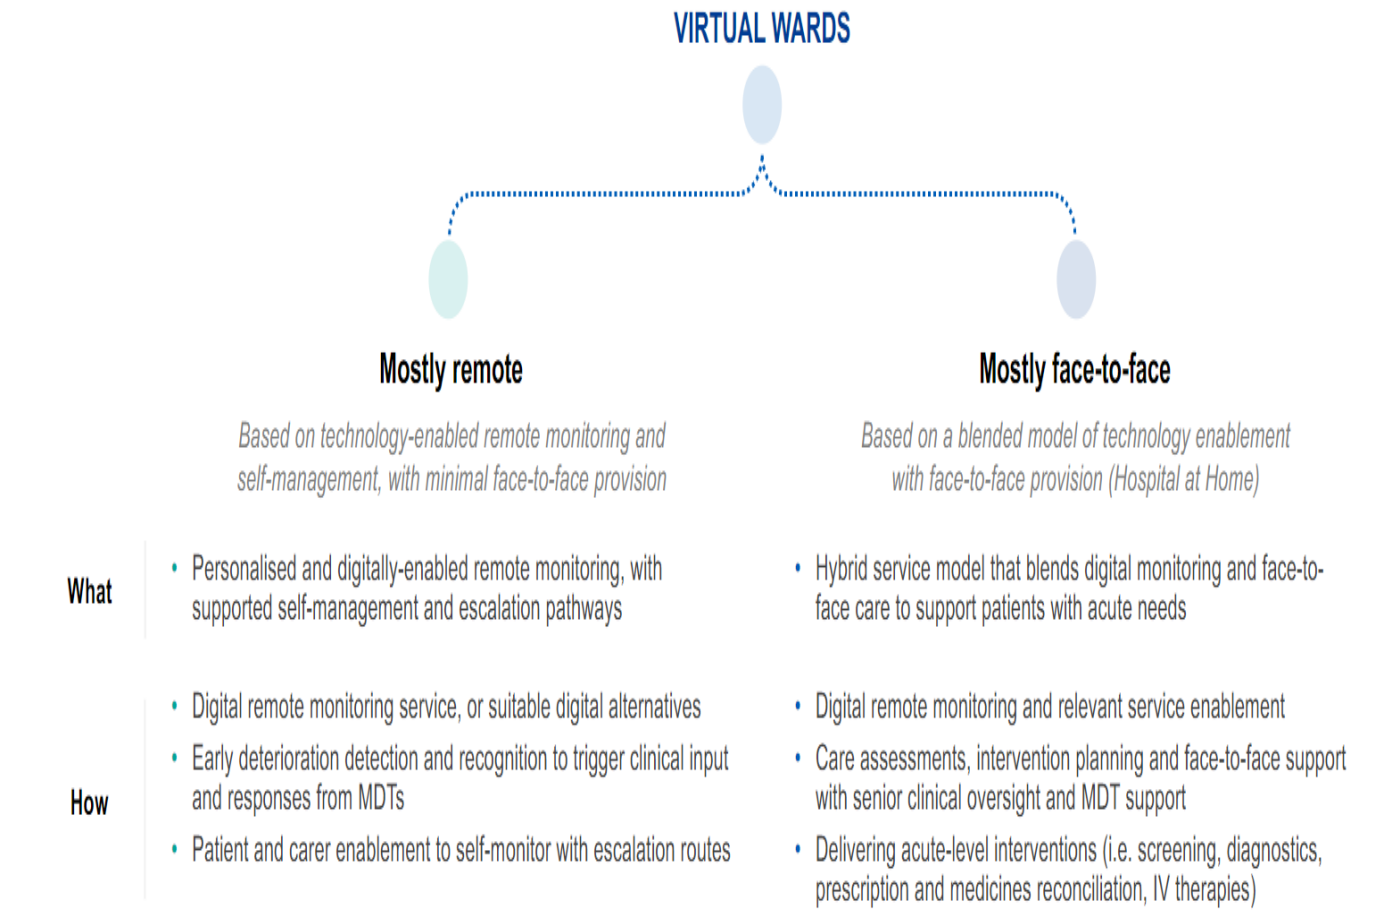 VIRTUAL WARDS
Mostly remote
Based on technology-enabled remote monitoring and
self-management, with minimal face-to-face provision
Mostly face-to-face
Based on a blended model of technology enablement
with face-to-face provision (Hospital at Home)
What
• Personalised and digitally-enabled remote monitoring, with
supported self-management and escalation pathways
• Hybrid service model that blends digital monitoring and face-to-
face care to support patients with acute needs
How
• Digital remote monitoring service, or suitable digital alternatives
• Early deterioration detection and recognition to trigger clinical input
and responses from MDTs
• Patient and carer enablement to self-monitor with escalation routes
• Digital remote monitoring and relevant service enablement
• Care assessments, intervention planning and face-to-face support
with senior clinical oversight and MDT support
• Delivering acute-level interventions (i.e. screening, diagnostics,
prescription and medicines reconciliation, IV therapies)